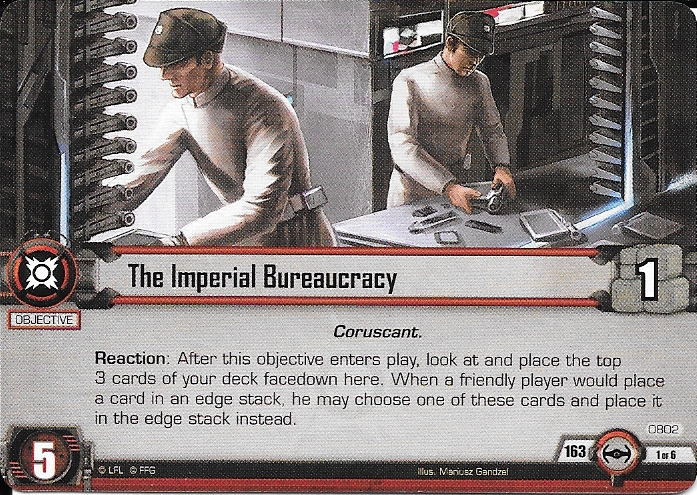 The Imperial Bureaucracy
1
OBJECTIVE
Coruscant.
Reaction: After this objective enters play, look at and place the top
3 cards of your deck facedown here. When a friendly player would place
a card in an edge stack, he may choose one of these cards and place it
in the edge stack instead.
0802
5
© LFL © FFG
Illus. Mariusz Gandzel
163
1 OF 6